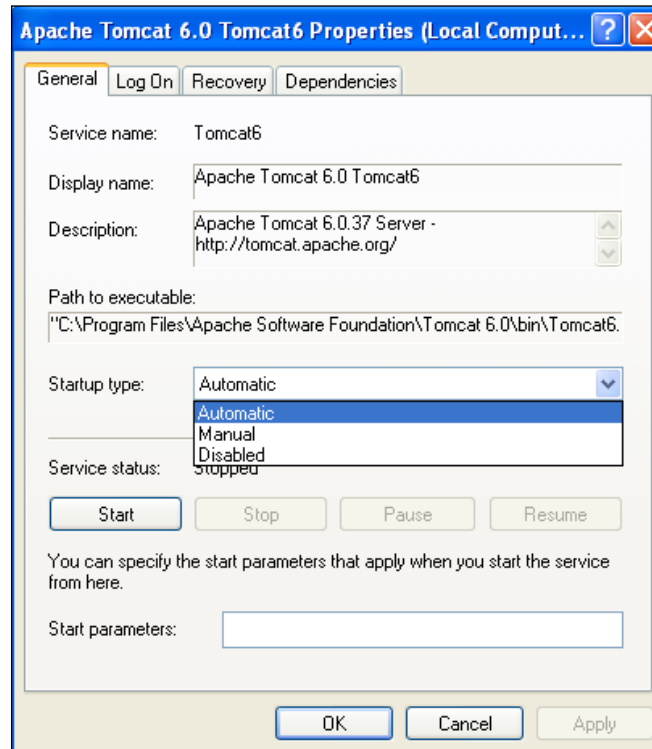 Apache Tomcat 6.0 Tomcat6 Properties (Local Comput... ?
General Log On Recovery Dependencies
Service name: Tomcat6
Display name: Apache Tomcat 6.0 Tomcat6
Description: Apache Tomcat 6.0.37 Server -
http://tomcat.apache.org/
Path to executable:
"C:\Program Files\Apache Software Foundation\Tomcat 6.0\bin\Tomcat6.
Startup type: Automatic
Automatic
Manual
Disabled
Service status: Stopped
Start Stop Pause Resume
You can specify the start parameters that apply when you start the service
from here.
Start parameters:
OK Cancel Apply